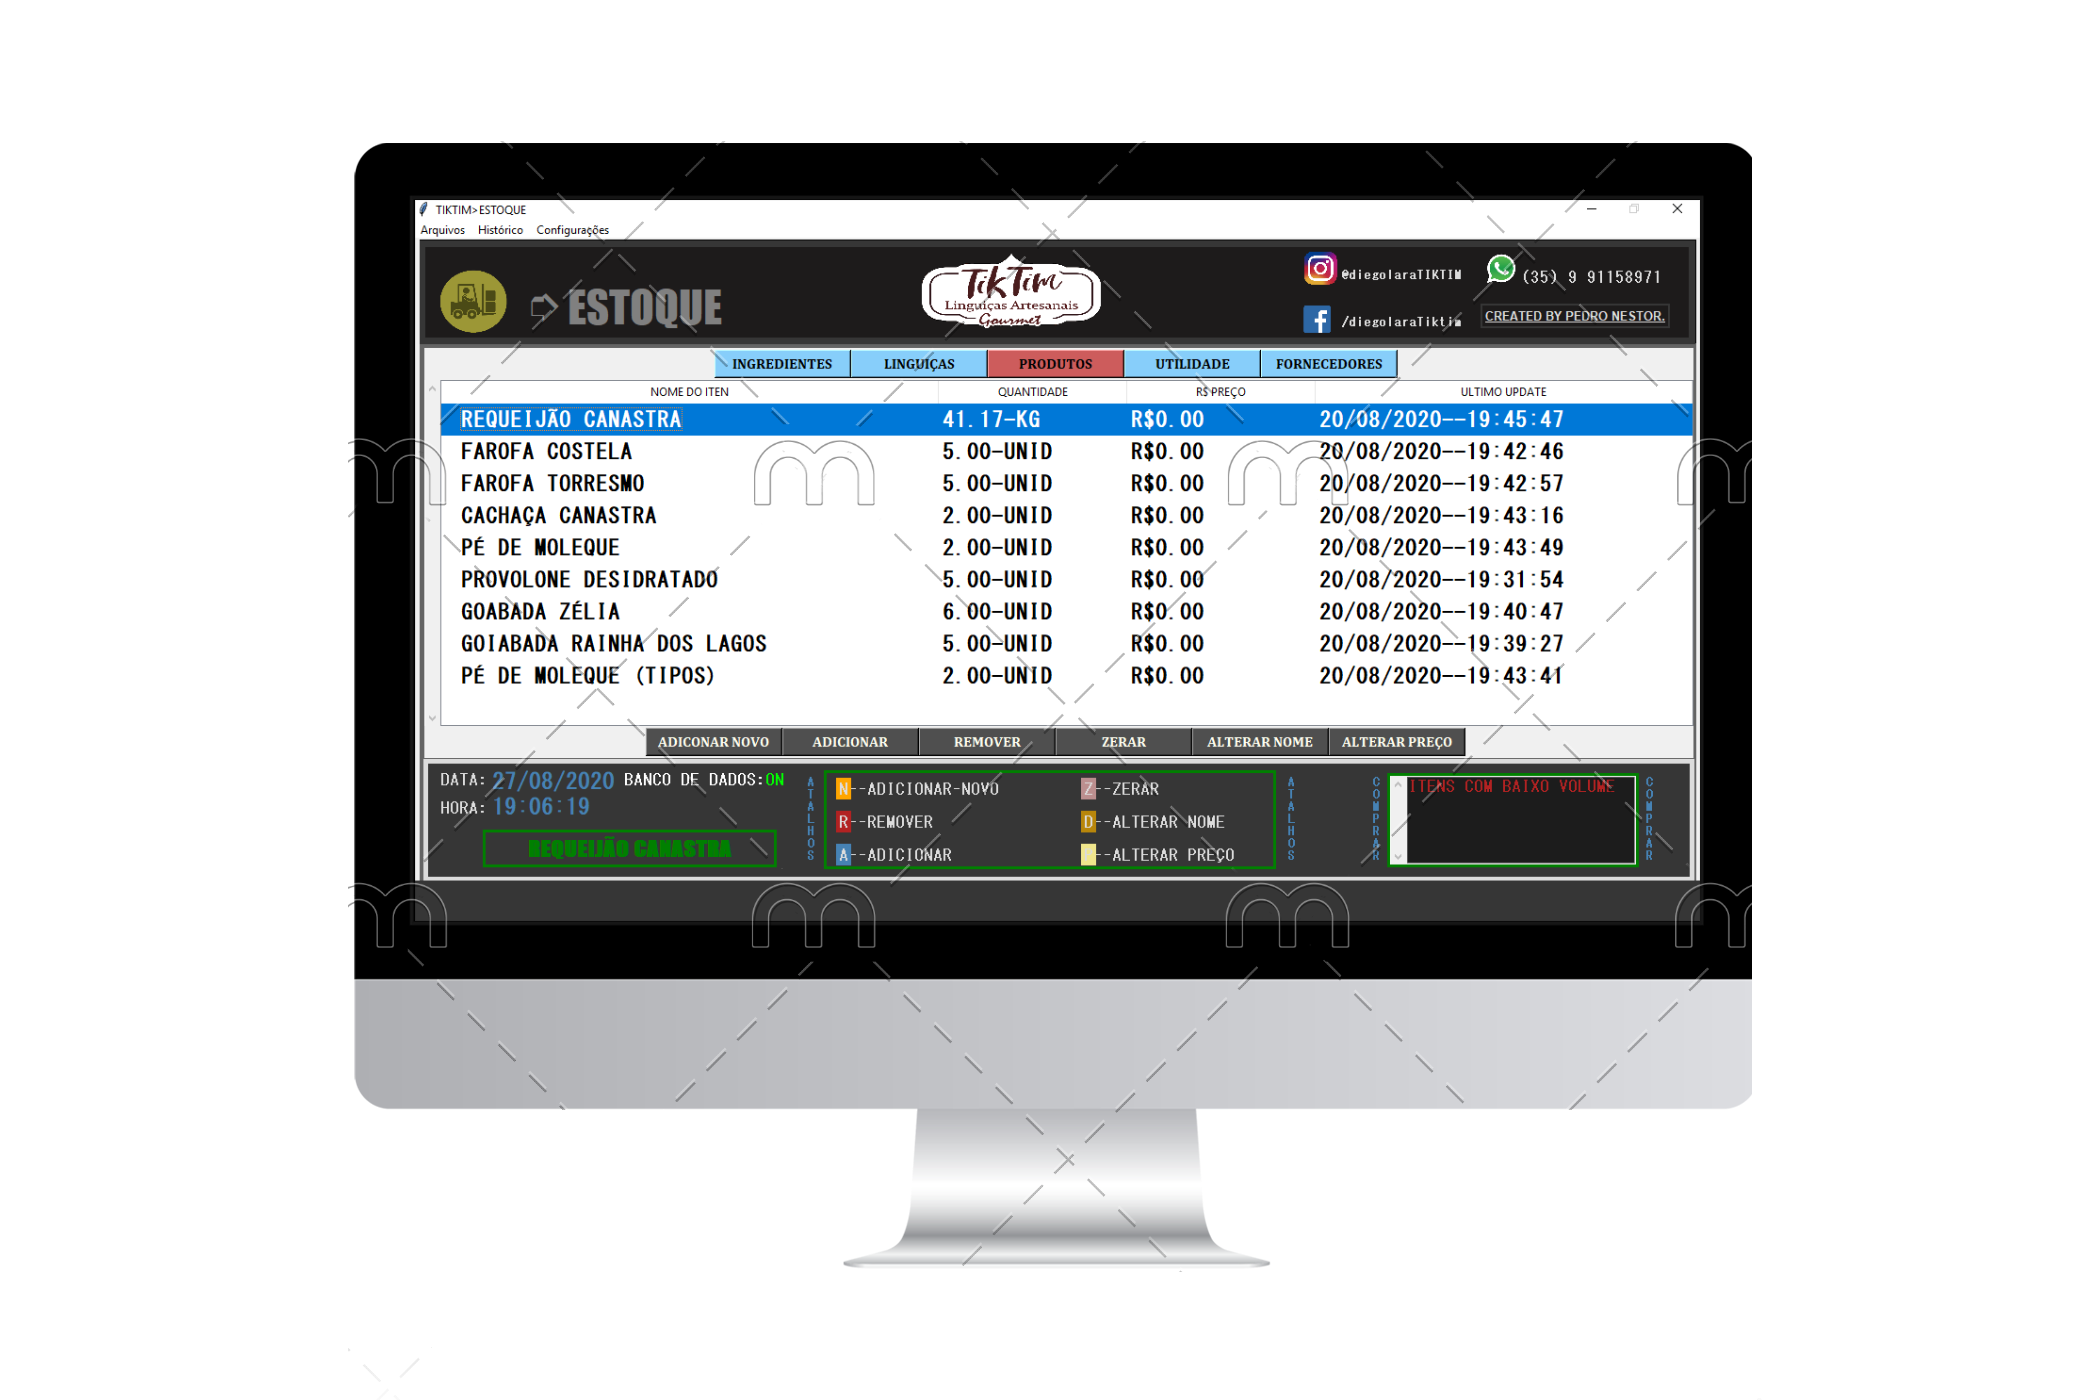 TIKTIM>ESTOQUE
Arquivos Histórico Configurações
ESTOQUE
TikTim
Linguiças Artesanais
Gourmet
@diegolaraTIKTIM
(35) 9 91158971
/diegolaraTiktim
CREATED BY PEDRO NESTOR.
INGREDIENTES LINGUIÇAS PRODUTOS UTILIDADE FORNECEDORES
NOME DO ITEN QUANTIDADE R$ PREÇO ULTIMO UPDATE
REQUEIJÃO CANASTRA 41.17-KG R$0.00 20/08/2020--19:45:47
FAROFA COSTELA 5.00-UNID R$0.00 20/08/2020--19:42:46
FAROFA TORRESMO 5.00-UNID R$0.00 20/08/2020--19:42:57
CACHAÇA CANASTRA 2.00-UNID R$0.00 20/08/2020--19:43:16
PÉ DE MOLEQUE 2.00-UNID R$0.00 20/08/2020--19:43:49
PROVOLONE DESIDRATADO 5.00-UNID R$0.00 20/08/2020--19:31:54
GOABADA ZÉLIA 6.00-UNID R$0.00 20/08/2020--19:40:47
GOIABADA RAINHA DOS LAGOS 5.00-UNID R$0.00 20/08/2020--19:39:27
PÉ DE MOLEQUE (TIPOS) 2.00-UNID R$0.00 20/08/2020--19:43:41
ADICONAR NOVO ADICIONAR REMOVER ZERAR ALTERAR NOME ALTERAR PREÇO
DATA: 27/08/2020 BANCO DE DADOS:ON
HORA: 19:06:19
REQUEIJÃO CANASTRA
ATALHOS
N--ADICIONAR-NOVO Z--ZERAR
R--REMOVER D--ALTERAR NOME
A--ADICIONAR --ALTERAR PREÇO
ATALHOS
COMPRAR
ITENS COM BAIXO VOLUME
COMPRAR